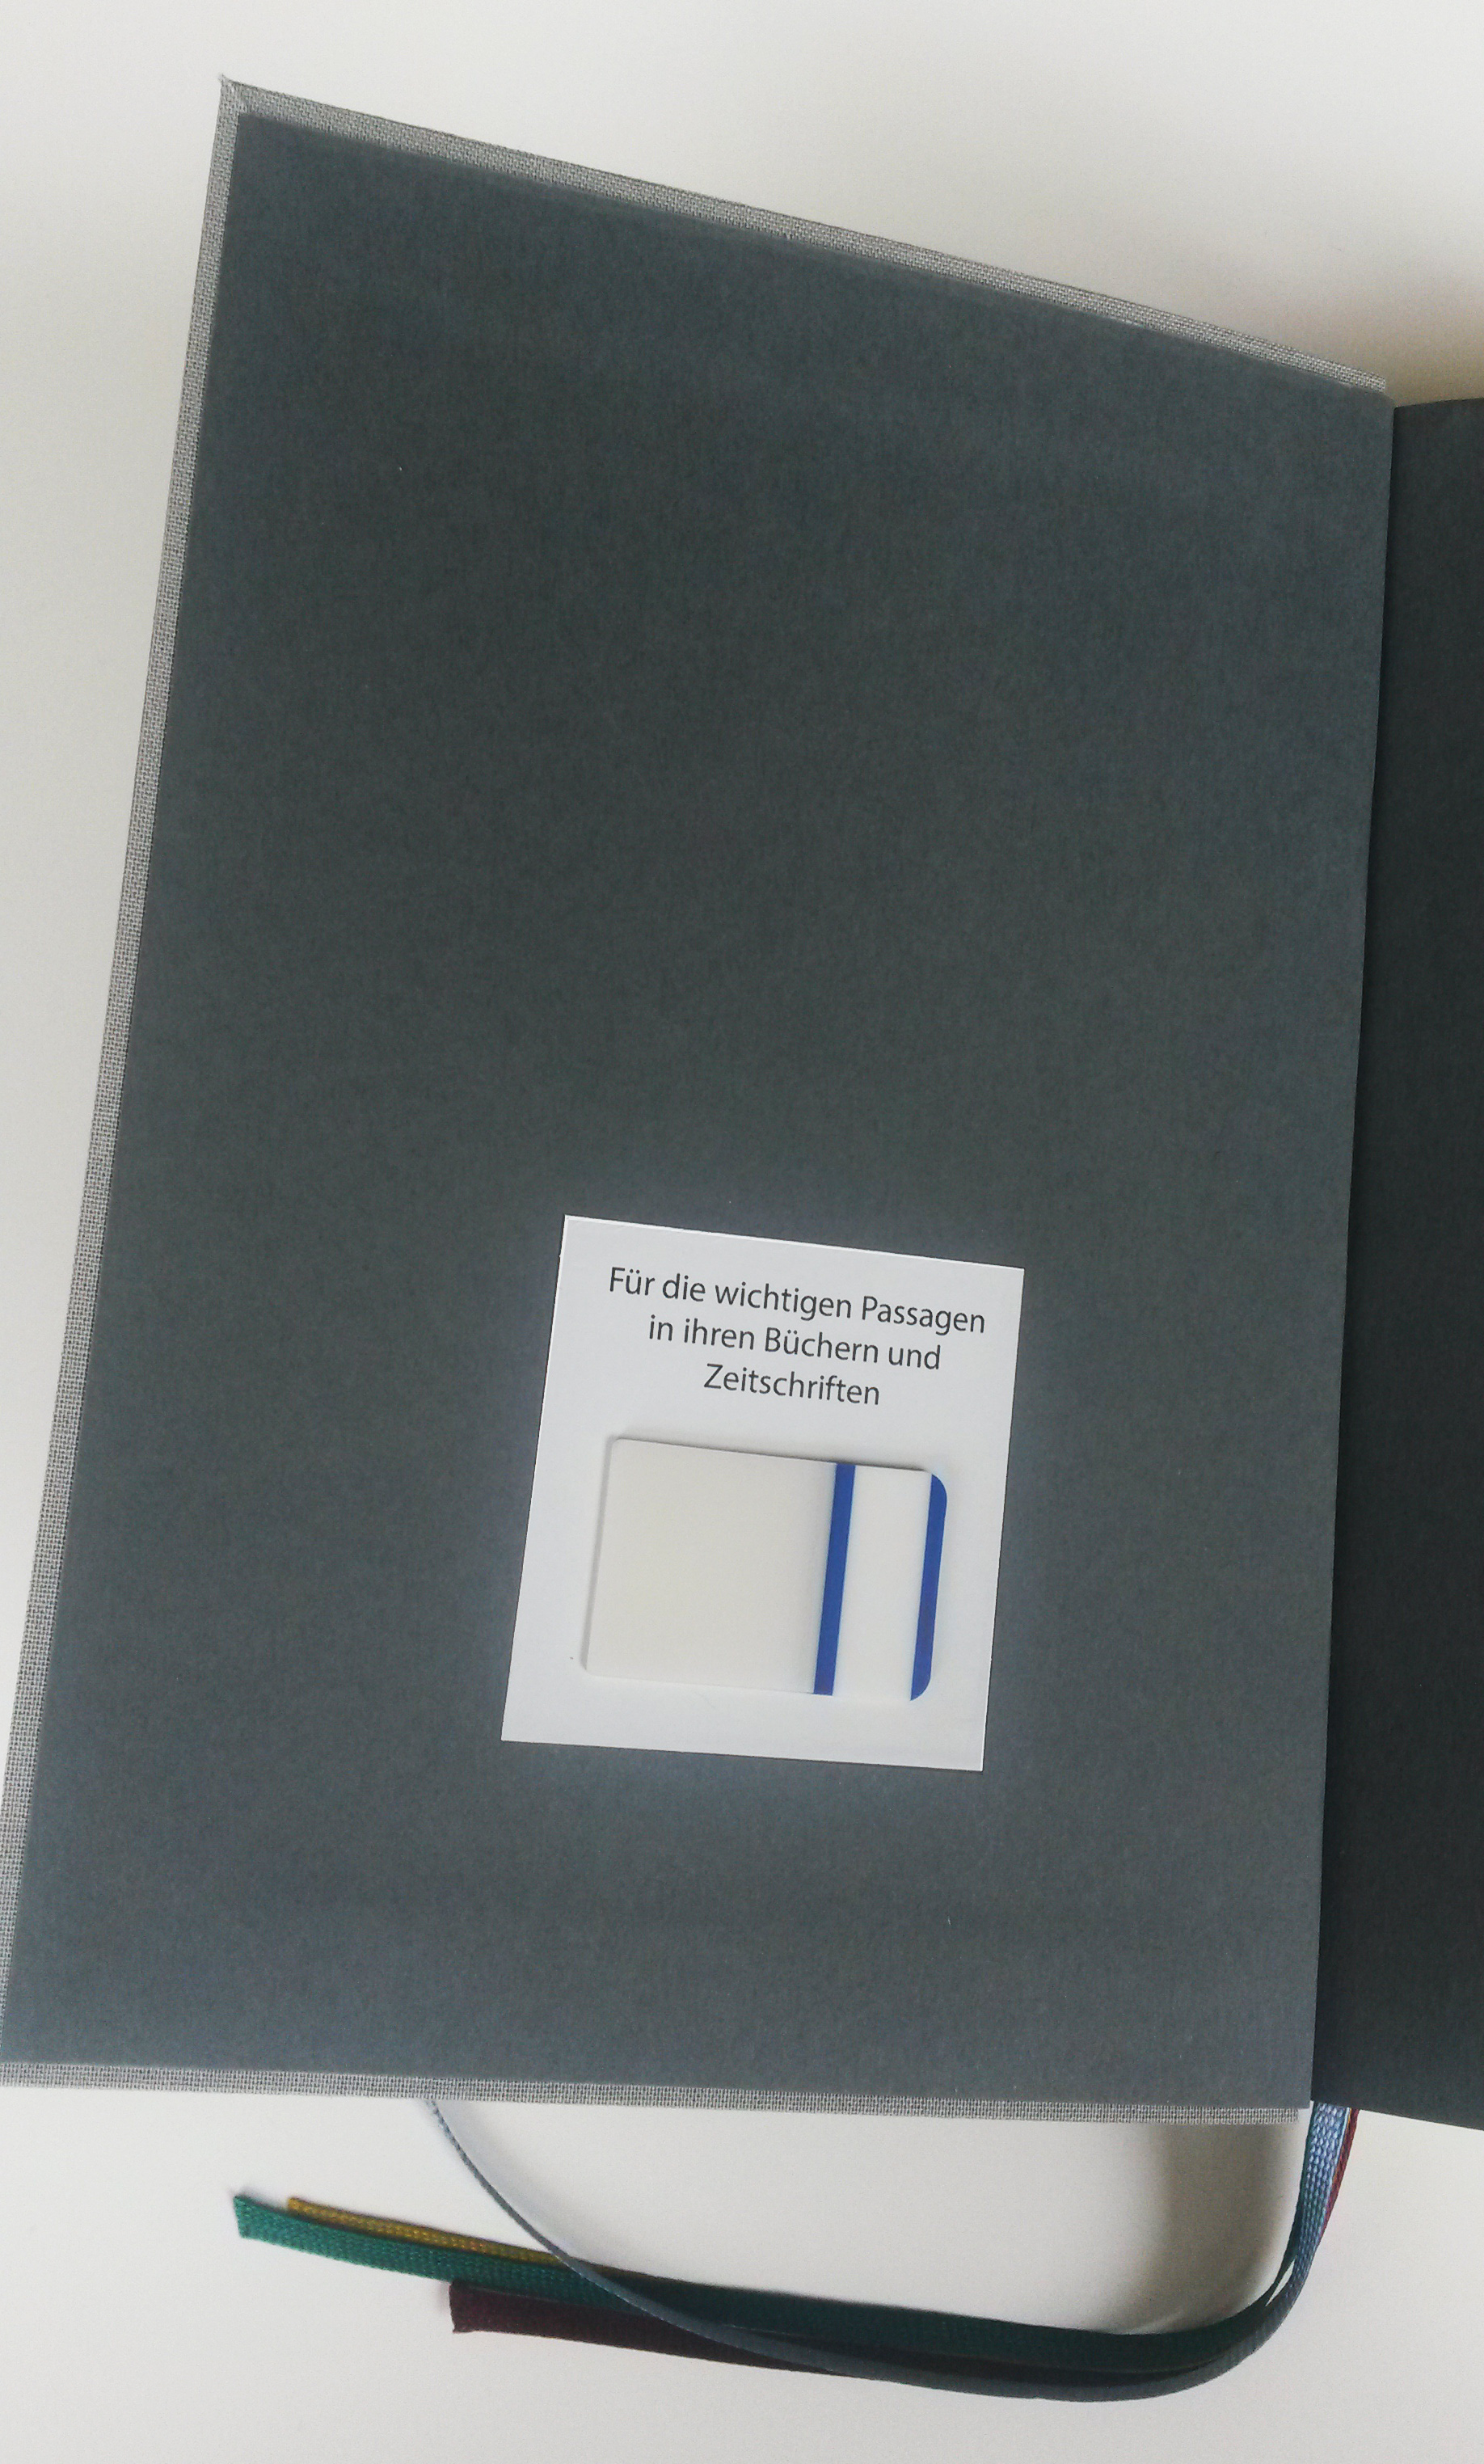 Für die wichtigen Passagen
in ihren Büchern und
Zeitschriften